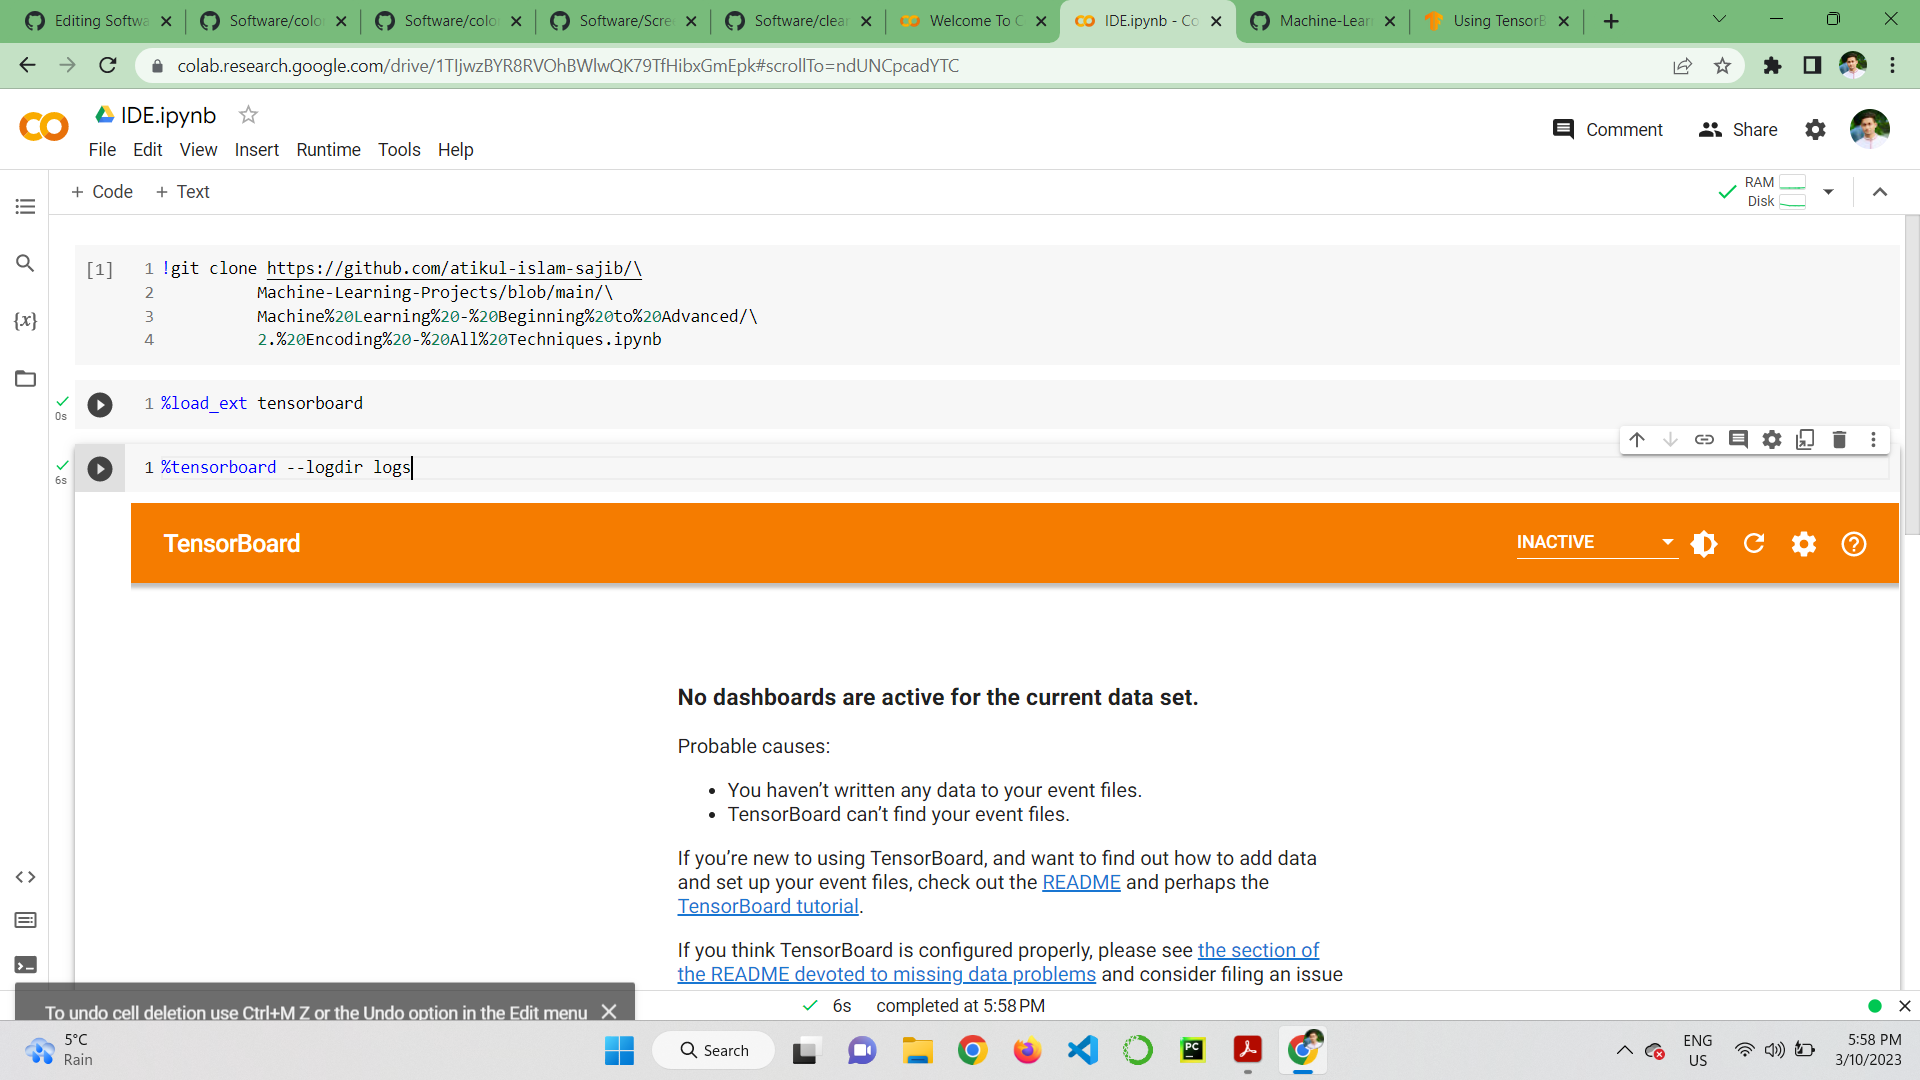 Editing Softwa
Software/colo
Software/colo
Software/Scre
Software/clear
Welcome To C
IDE.ipynb - Co
Machine-Lear
Using TensorB
colab.research.google.com/drive/1TIjwzBYR8RVOhBWlwQK79TfHibxGmEpk#scrollTo=ndUNCpcadYTC
IDE.ipynb
Comment
Share
File Edit View Insert Runtime Tools Help
+ Code + Text
RAM
Disk
[1]
1 !git clone https://github.com/atikul-islam-sajib/\
2 Machine-Learning-Projects/blob/main/\
3 Machine%20Learning%20-%20Beginning%20to%20Advanced/\
4 2.%20Encoding%20-%20All%20Techniques.ipynb
0s
1 %load_ext tensorboard
6s
1 %tensorboard --logdir logs
TensorBoard
INACTIVE
No dashboards are active for the current data set.
Probable causes:
• You haven’t written any data to your event files.
• TensorBoard can’t find your event files.
If you’re new to using TensorBoard, and want to find out how to add data
and set up your event files, check out the README and perhaps the
TensorBoard tutorial.
If you think TensorBoard is configured properly, please see the section of
the README devoted to missing data problems and consider filing an issue
To undo cell deletion use Ctrl+M Z or the Undo option in the Edit menu
6s completed at 5:58 PM
5°C
Rain
Search
PC
ENG
US
5:58 PM
3/10/2023